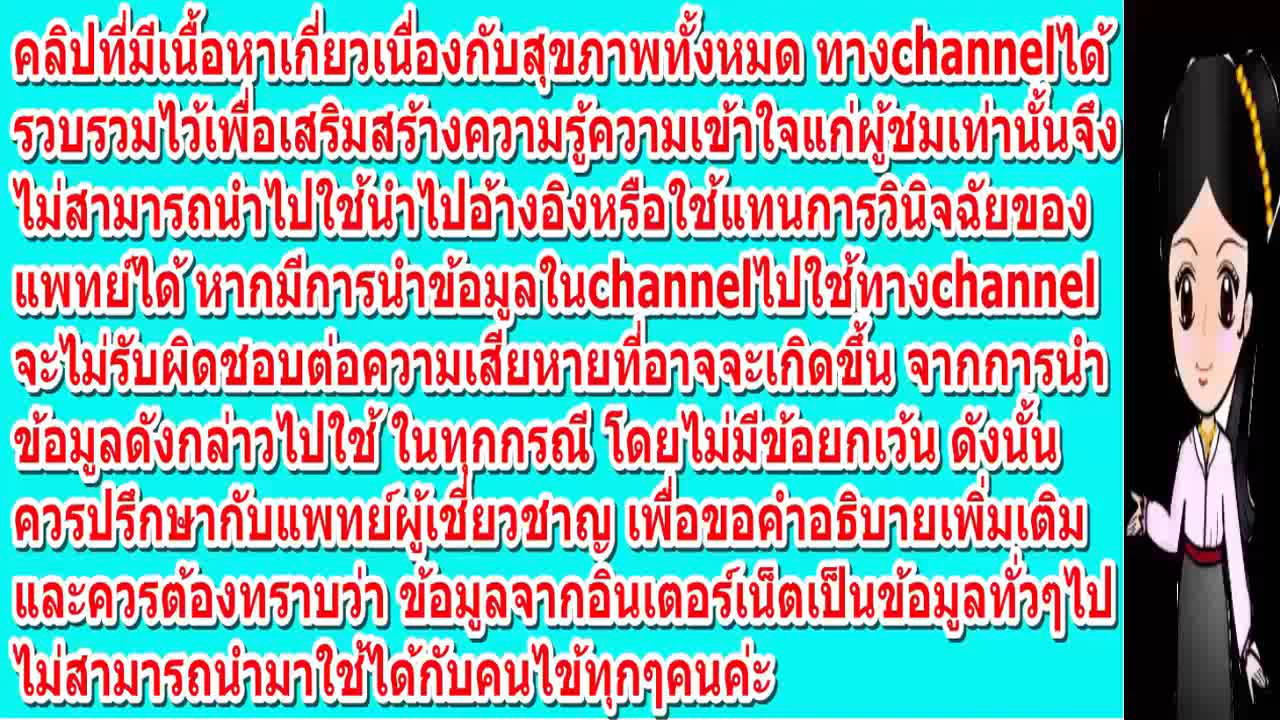 คลิปที่มีเนื้อหาเกี่ยวเนื่องกับสุขภาพทั้งหมด ทางchannelได้
รวบรวมไว้เพื่อเสริมสร้างความรู้ความเข้าใจแก่ผู้ชมเท่านั้นจึง
ไม่สามารถนำไปใช้นำไปอ้างอิงหรือใช้แทนการวินิจฉัยของ
แพทย์ได้ หากมีการนำข้อมูลในchannelไปใช้ทางchannel
จะไม่รับผิดชอบต่อความเสียหายที่อาจจะเกิดขึ้น จากการนำ
ข้อมูลดังกล่าวไปใช้ ในทุกกรณี โดยไม่มีข้อยกเว้น ดังนั้น
ควรปรึกษากับแพทย์ผู้เชี่ยวชาญ เพื่อขอคำอธิบายเพิ่มเติม
และควรต้องทราบว่า ข้อมูลจากอินเตอร์เน็ตเป็นข้อมูลทั่วๆไป
ไม่สามารถนำมาใช้ได้กับคนไข้ทุกๆคนค่ะ